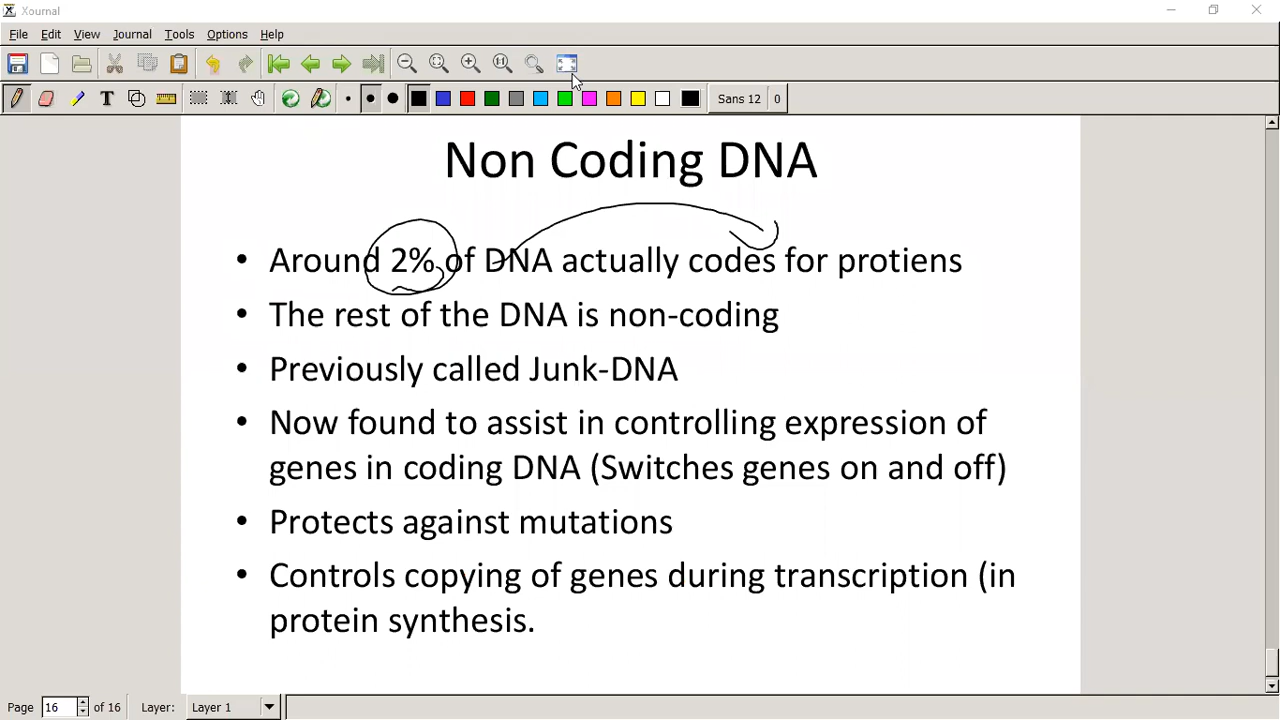 Xournal
File Edit View Journal Tools Options Help
Sans 12 0
Non Coding DNA
• Around 2% of DNA actually codes for protiens
• The rest of the DNA is non-coding
• Previously called Junk-DNA
• Now found to assist in controlling expression of
genes in coding DNA (Switches genes on and off)
• Protects against mutations
• Controls copying of genes during transcription (in
protein synthesis.
Page 16 of 16 Layer: Layer 1